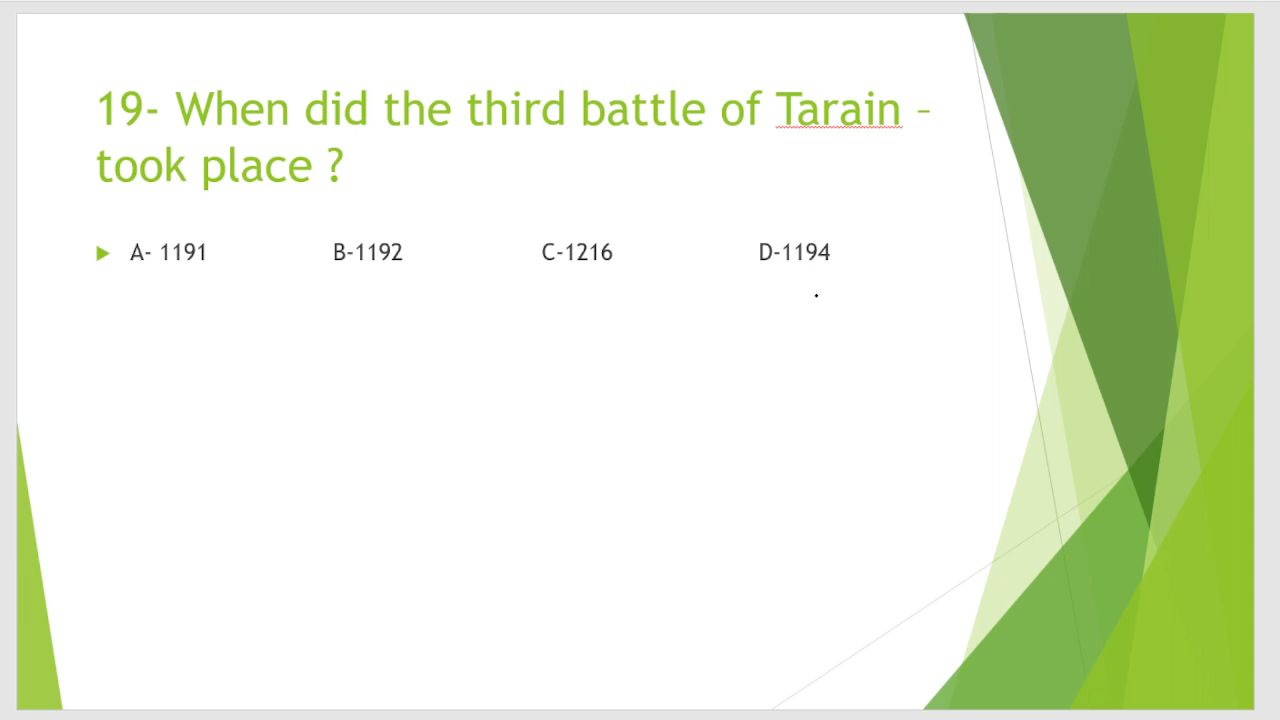 19- When did the third battle of Tarain –
took place ?
A- 1191 B-1192 C-1216 D-1194